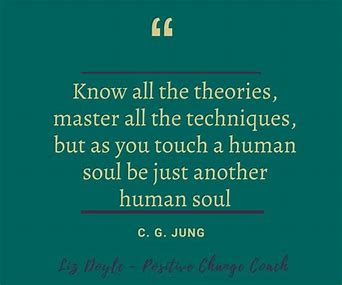 “
Know all the theories,
master all the techniques,
but as you touch a human
soul be just another
human soul
C. G. JUNG
Liz Doyle - Positive Change Coach